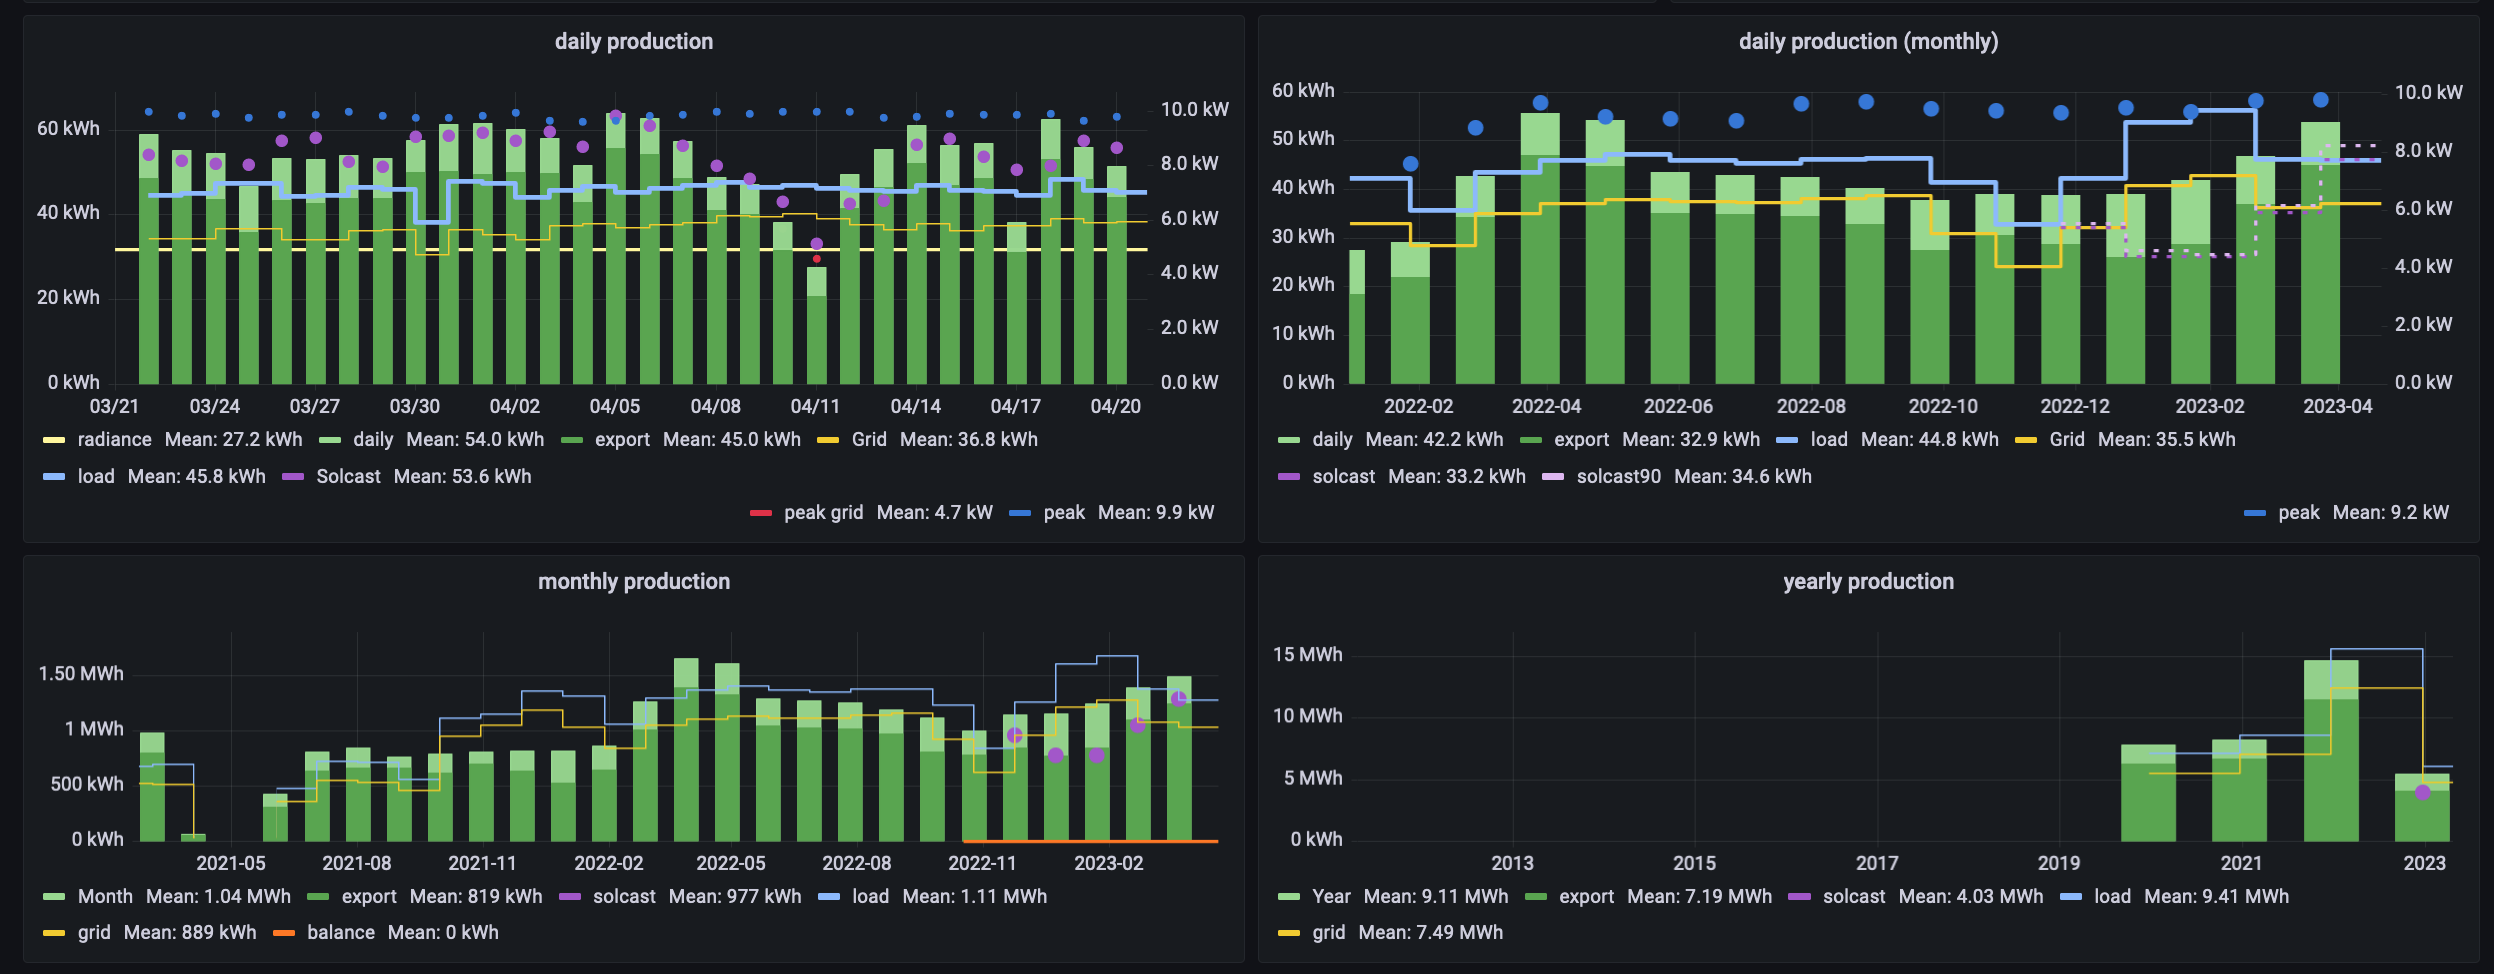 daily production
60 kWh
40 kWh
20 kWh
0 kWh
10.0 kW
8.0 kW
6.0 kW
4.0 kW
2.0 kW
0.0 kW
03/21 03/24 03/27 03/30 04/02 04/05 04/08 04/11 04/14 04/17 04/20
radiance Mean: 27.2 kWh daily Mean: 54.0 kWh export Mean: 45.0 kWh Grid Mean: 36.8 kWh
load Mean: 45.8 kWh Solcast Mean: 53.6 kWh
peak grid Mean: 4.7 kW peak Mean: 9.9 kW
daily production (monthly)
60 kWh
50 kWh
40 kWh
30 kWh
20 kWh
10 kWh
0 kWh
10.0 kW
8.0 kW
6.0 kW
4.0 kW
2.0 kW
0.0 kW
2022-02 2022-04 2022-06 2022-08 2022-10 2022-12 2023-02 2023-04
daily Mean: 42.2 kWh export Mean: 32.9 kWh load Mean: 44.8 kWh Grid Mean: 35.5 kWh
solcast Mean: 33.2 kWh solcast90 Mean: 34.6 kWh
peak Mean: 9.2 kW
monthly production
1.50 MWh
1 MWh
500 kWh
0 kWh
2021-05 2021-08 2021-11 2022-02 2022-05 2022-08 2022-11 2023-02
Month Mean: 1.04 MWh export Mean: 819 kWh solcast Mean: 977 kWh load Mean: 1.11 MWh
grid Mean: 889 kWh balance Mean: 0 kWh
yearly production
15 MWh
10 MWh
5 MWh
0 kWh
2013 2015 2017 2019 2021 2023
Year Mean: 9.11 MWh export Mean: 7.19 MWh solcast Mean: 4.03 MWh load Mean: 9.41 MWh
grid Mean: 7.49 MWh